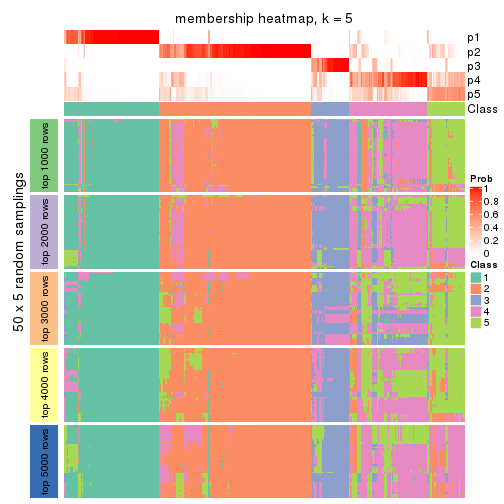 membership heatmap, k = 5
p1
p2
p3
p4
p5
Class
50 x 5 random samplings
top 1000 rows
top 2000 rows
top 3000 rows
top 4000 rows
top 5000 rows
Prob
1
0.8
0.6
0.4
0.2
0
Class
1
2
3
4
5